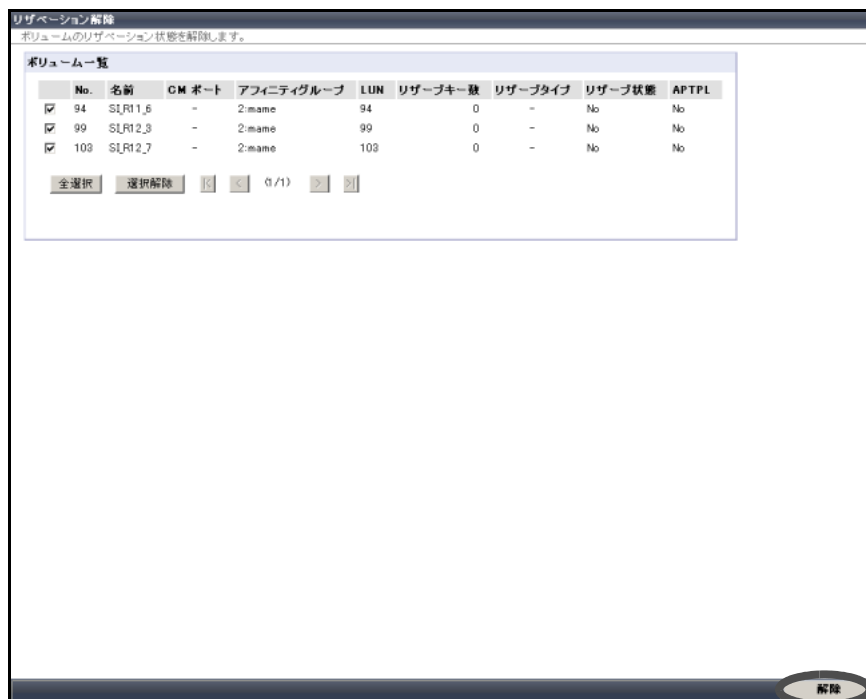 リザベーション解除
ボリュームのリザベーション状態を解除します。
ボリューム一覧
No. 名前 CM ポート アフィニティグループ LUN リザーブキー数 リザーブタイプ リザーブ状態 APTPL
94 SI_R11_6 - 2:mame 94 0 - No No
99 SI_R12_3 - 2:mame 99 0 - No No
103 SI_R12_7 - 2:mame 103 0 - No No
全選択 選択解除 |< < (1/1) > >|
解除